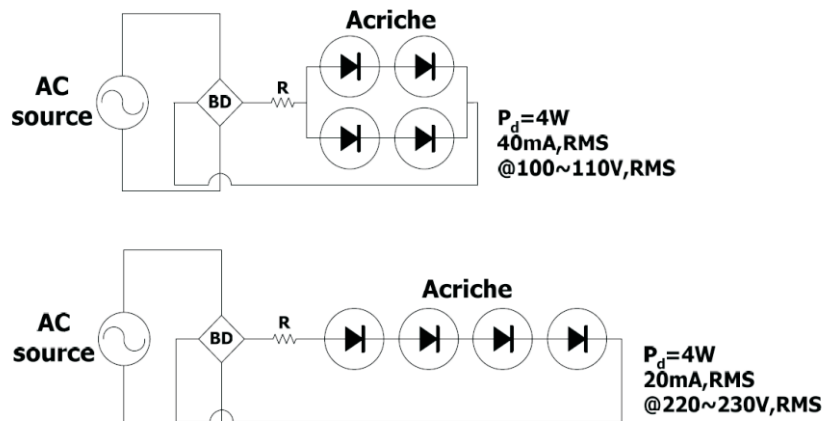 Acriche
AC
source
BD
R
P_d=4W
40mA,RMS
@100~110V,RMS
Acriche
AC
source
BD
R
P_d=4W
20mA,RMS
@220~230V,RMS